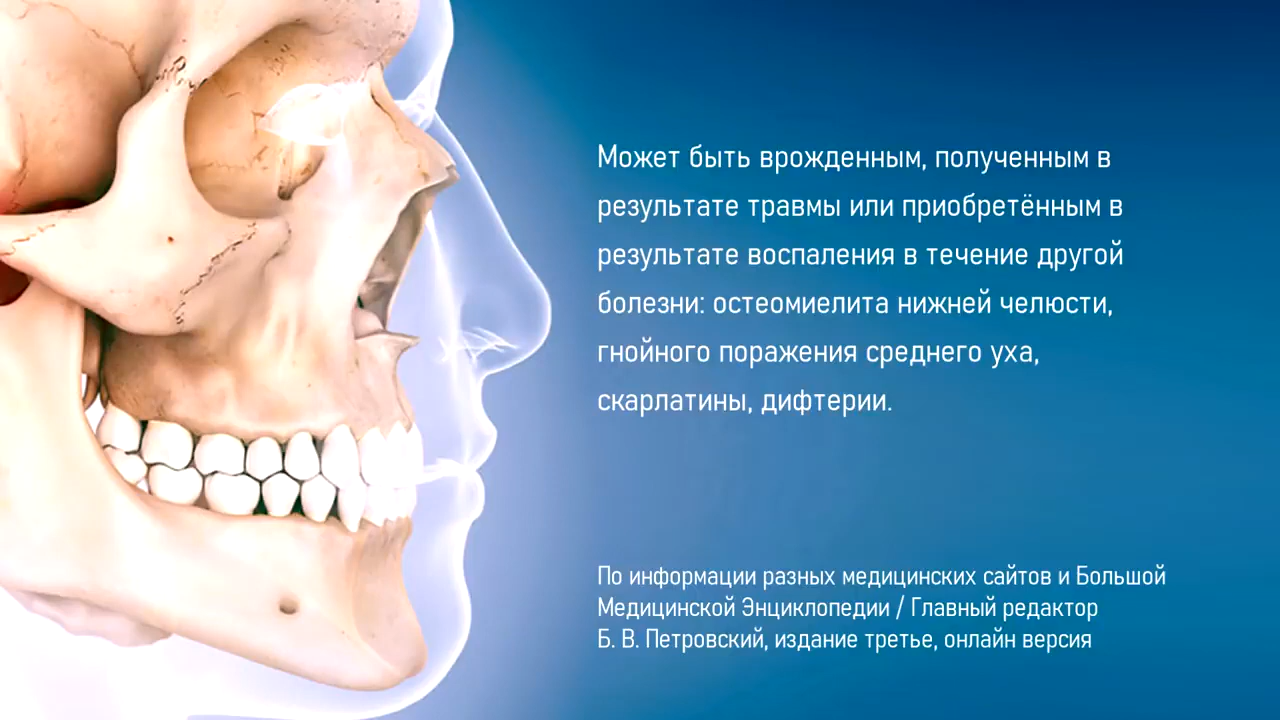 Может быть врожденным, полученным в
результате травмы или приобретённым в
результате воспаления в течение другой
болезни: остеомиелита нижней челюсти,
гнойного поражения среднего уха,
скарлатины, дифтерии.
По информации разных медицинских сайтов и Большой
Медицинской Энциклопедии / Главный редактор
Б. В. Петровский, издание третье, онлайн версия